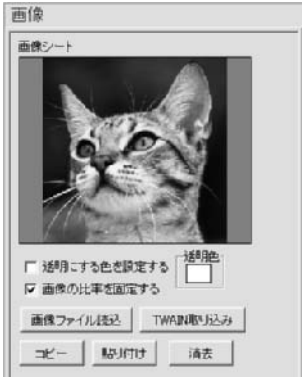 画像
画像シート
透明にする色を設定する 透明色
画像の比率を固定する
画像ファイル読込 TWAIN取り込み
コピー 貼り付け 消去